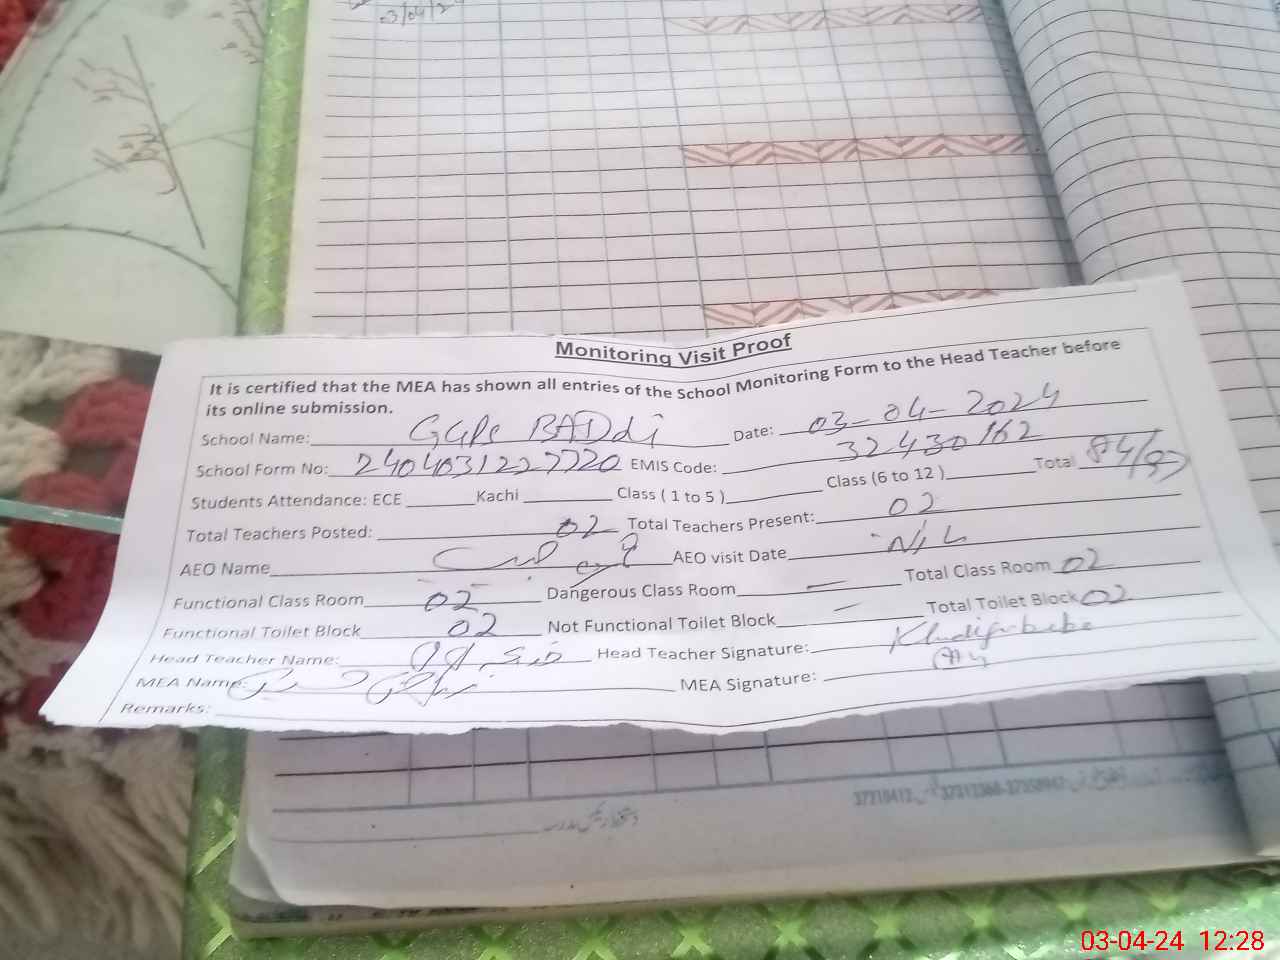 03/04/24
Monitoring Visit Proof
It is certified that the MEA has shown all entries of the School Monitoring Form to the Head Teacher before
its online submission.
School Name: GGPS BADDi Date: 03-04-2024
School Form No: 2404031227720 EMIS Code: 32430162
Students Attendance: ECE Kachi Class ( 1 to 5 ) Class (6 to 12 ) Total 84/97
Total Teachers Posted: 02 Total Teachers Present: 02
AEO Name AEO visit Date NiL
Functional Class Room 02 Dangerous Class Room — Total Class Room 02
Functional Toilet Block 02 Not Functional Toilet Block — Total Toilet Block 02
Head Teacher Name: Head Teacher Signature:
MEA Name: MEA Signature:
Remarks:
03-04-24 12:28